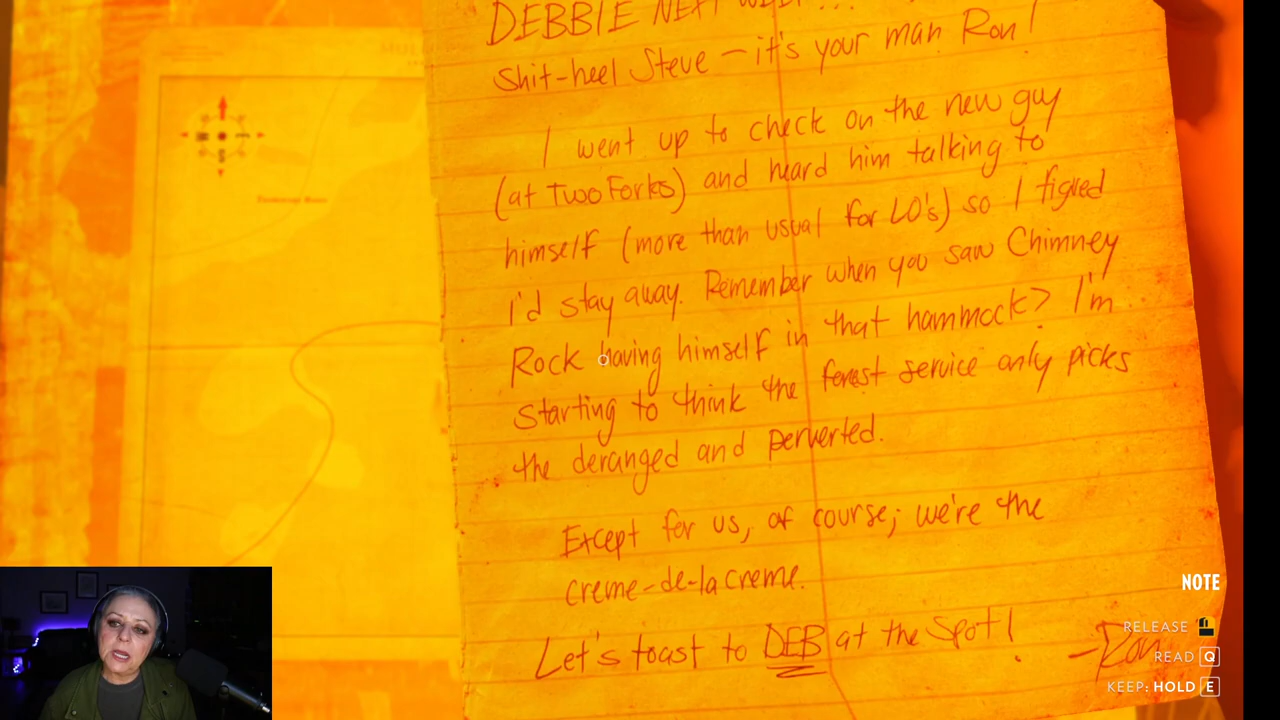 DEBBIE NEXT WEEK...
Shit-heel Steve - it's your man Ron!
I went up to check on the new guy
(at Two Forks) and heard him talking to
himself (more than usual for LO's) so I figred
I'd stay away. Remember when you saw Chimney
Rock having himself in that hammock? I'm
starting to think the forest service only picks
the deranged and perverted.
Except for us, of course; we're the
creme-de-la creme.
Let's toast to DEB at the Spot!
-Ron
NOTE
RELEASE
READ Q
KEEP: HOLD E